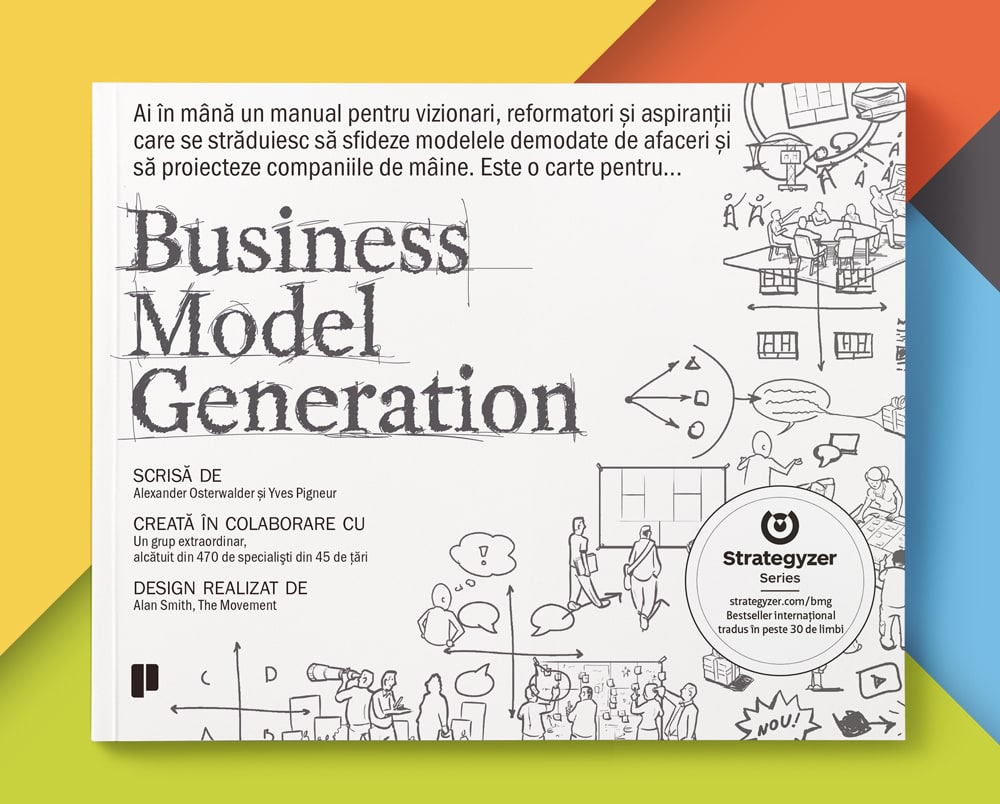 Ai în mână un manual pentru vizionari, reformatori și aspiranții
care se străduiesc să sfideze modelele demodate de afaceri și
să proiecteze companiile de mâine. Este o carte pentru...
Business
Model
Generation
SCRISĂ DE
Alexander Osterwalder și Yves Pigneur
CREATĂ ÎN COLABORARE CU
Un grup extraordinar,
alcătuit din 470 de specialiști din 45 de țări
DESIGN REALIZAT DE
Alan Smith, The Movement
Strategyzer
Series
strategyzer.com/bmg
Bestseller internațional
tradus în peste 30 de limbi
!
C D
A
NOU!